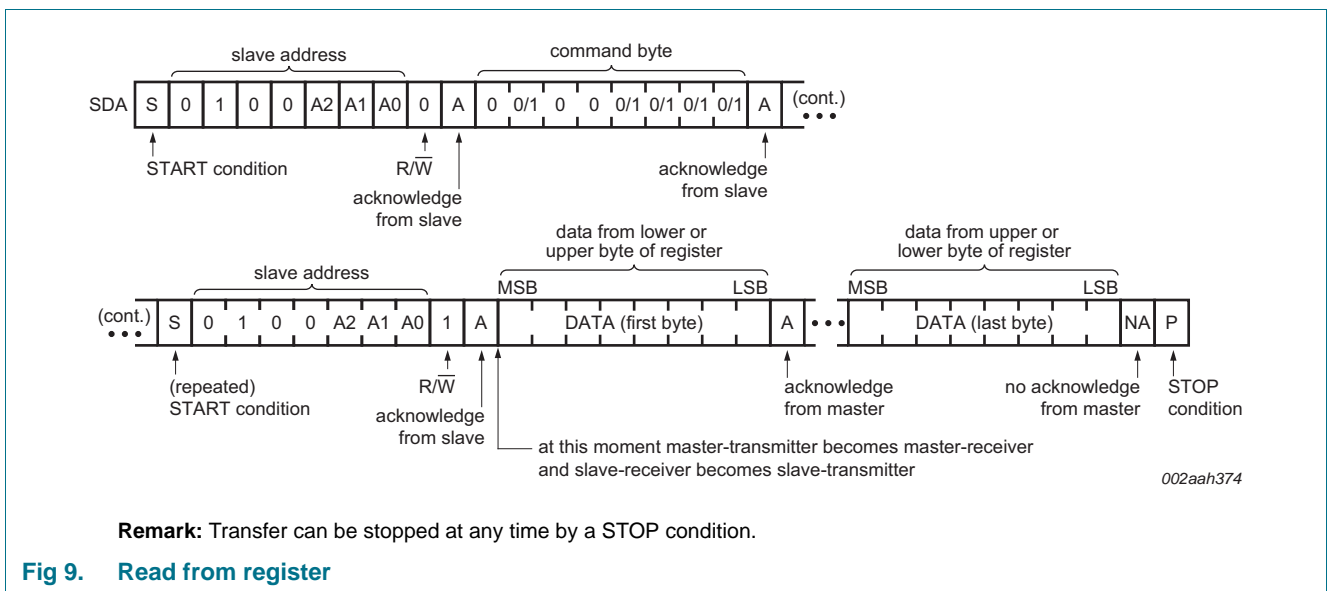 slave address command byte
SDA S 0 1 0 0 A2 A1 A0 0 A 0 0/1 0 0 0/1 0/1 0/1 0/1 A (cont.)
START condition R/W̅ acknowledge
acknowledge from slave
from slave
data from lower or data from upper or
upper byte of register lower byte of register
slave address
MSB LSB MSB LSB
(cont.) S 0 1 0 0 A2 A1 A0 1 A DATA (first byte) A DATA (last byte) NA P
(repeated) R/W̅ acknowledge no acknowledge STOP
START condition acknowledge from master from master condition
from slave
at this moment master-transmitter becomes master-receiver
and slave-receiver becomes slave-transmitter
002aah374
Remark: Transfer can be stopped at any time by a STOP condition.
Fig 9. Read from register